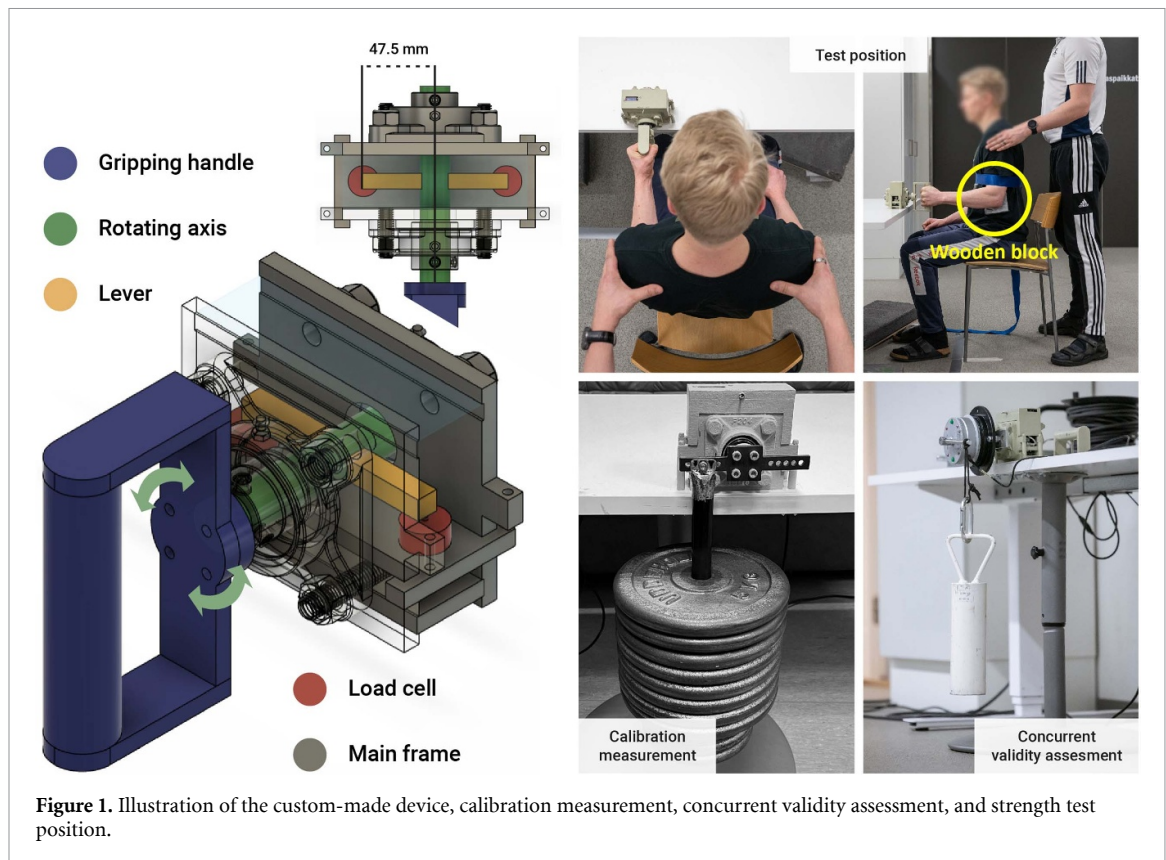 47.5 mm
Gripping handle
Rotating axis
Lever
Load cell
Main frame
Test position
aspaikkat
Wooden block
Calibration
measurement
Concurrent
validity assesment
Figure 1. Illustration of the custom-made device, calibration measurement, concurrent validity assessment, and strength test
position.